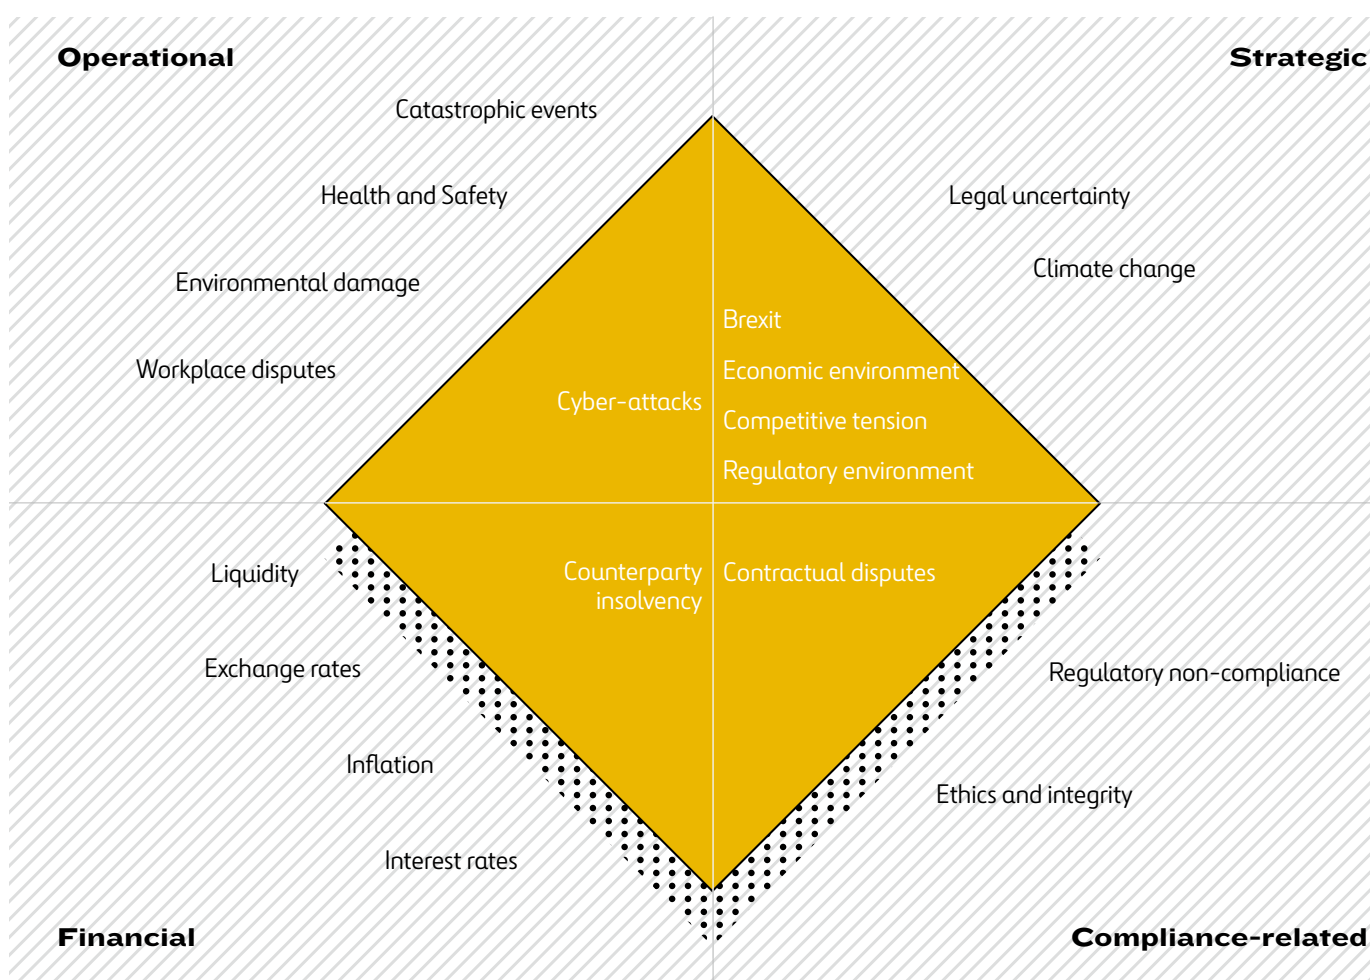 Operational
Strategic
Catastrophic events
Health and Safety
Legal uncertainty
Environmental damage
Climate change
Brexit
Workplace disputes
Economic environment
Cyber-attacks
Competitive tension
Regulatory environment
Liquidity
Counterparty
insolvency
Contractual disputes
Exchange rates
Regulatory non-compliance
Inflation
Ethics and integrity
Interest rates
Financial
Compliance-related